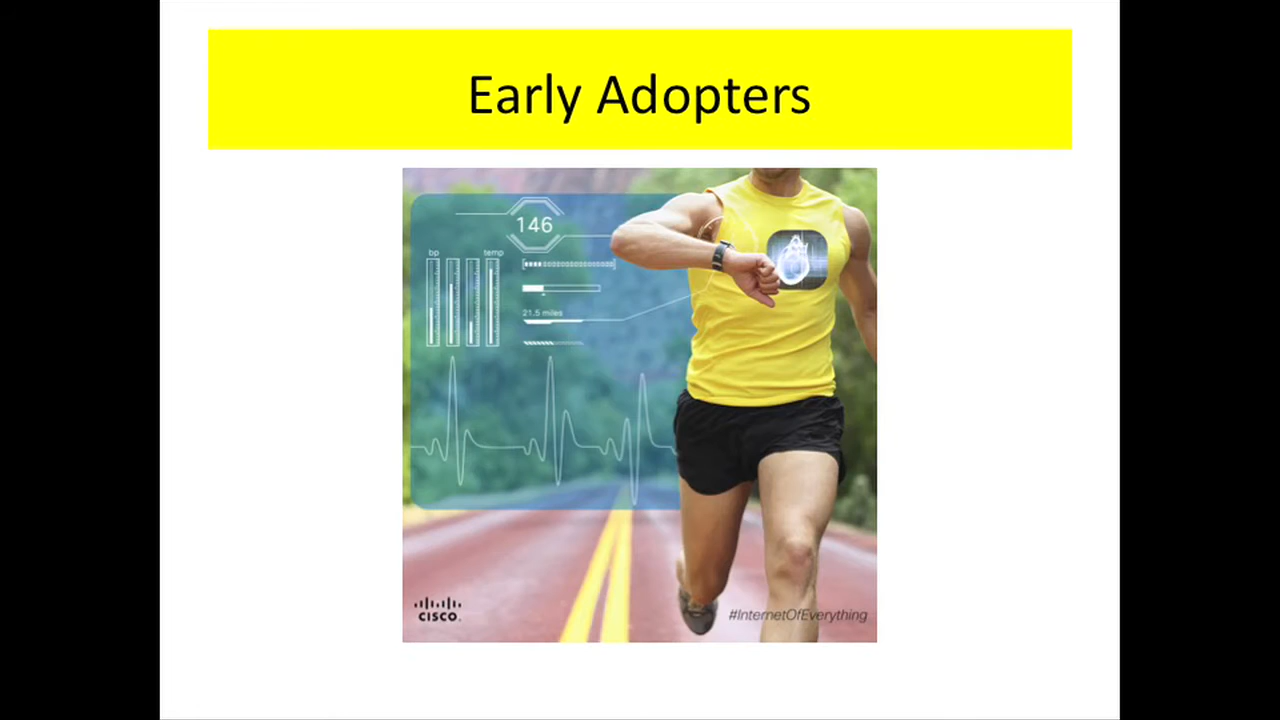 Early Adopters
146
bp
temp
21.5 miles
CISCO.
#InternetOfEverything